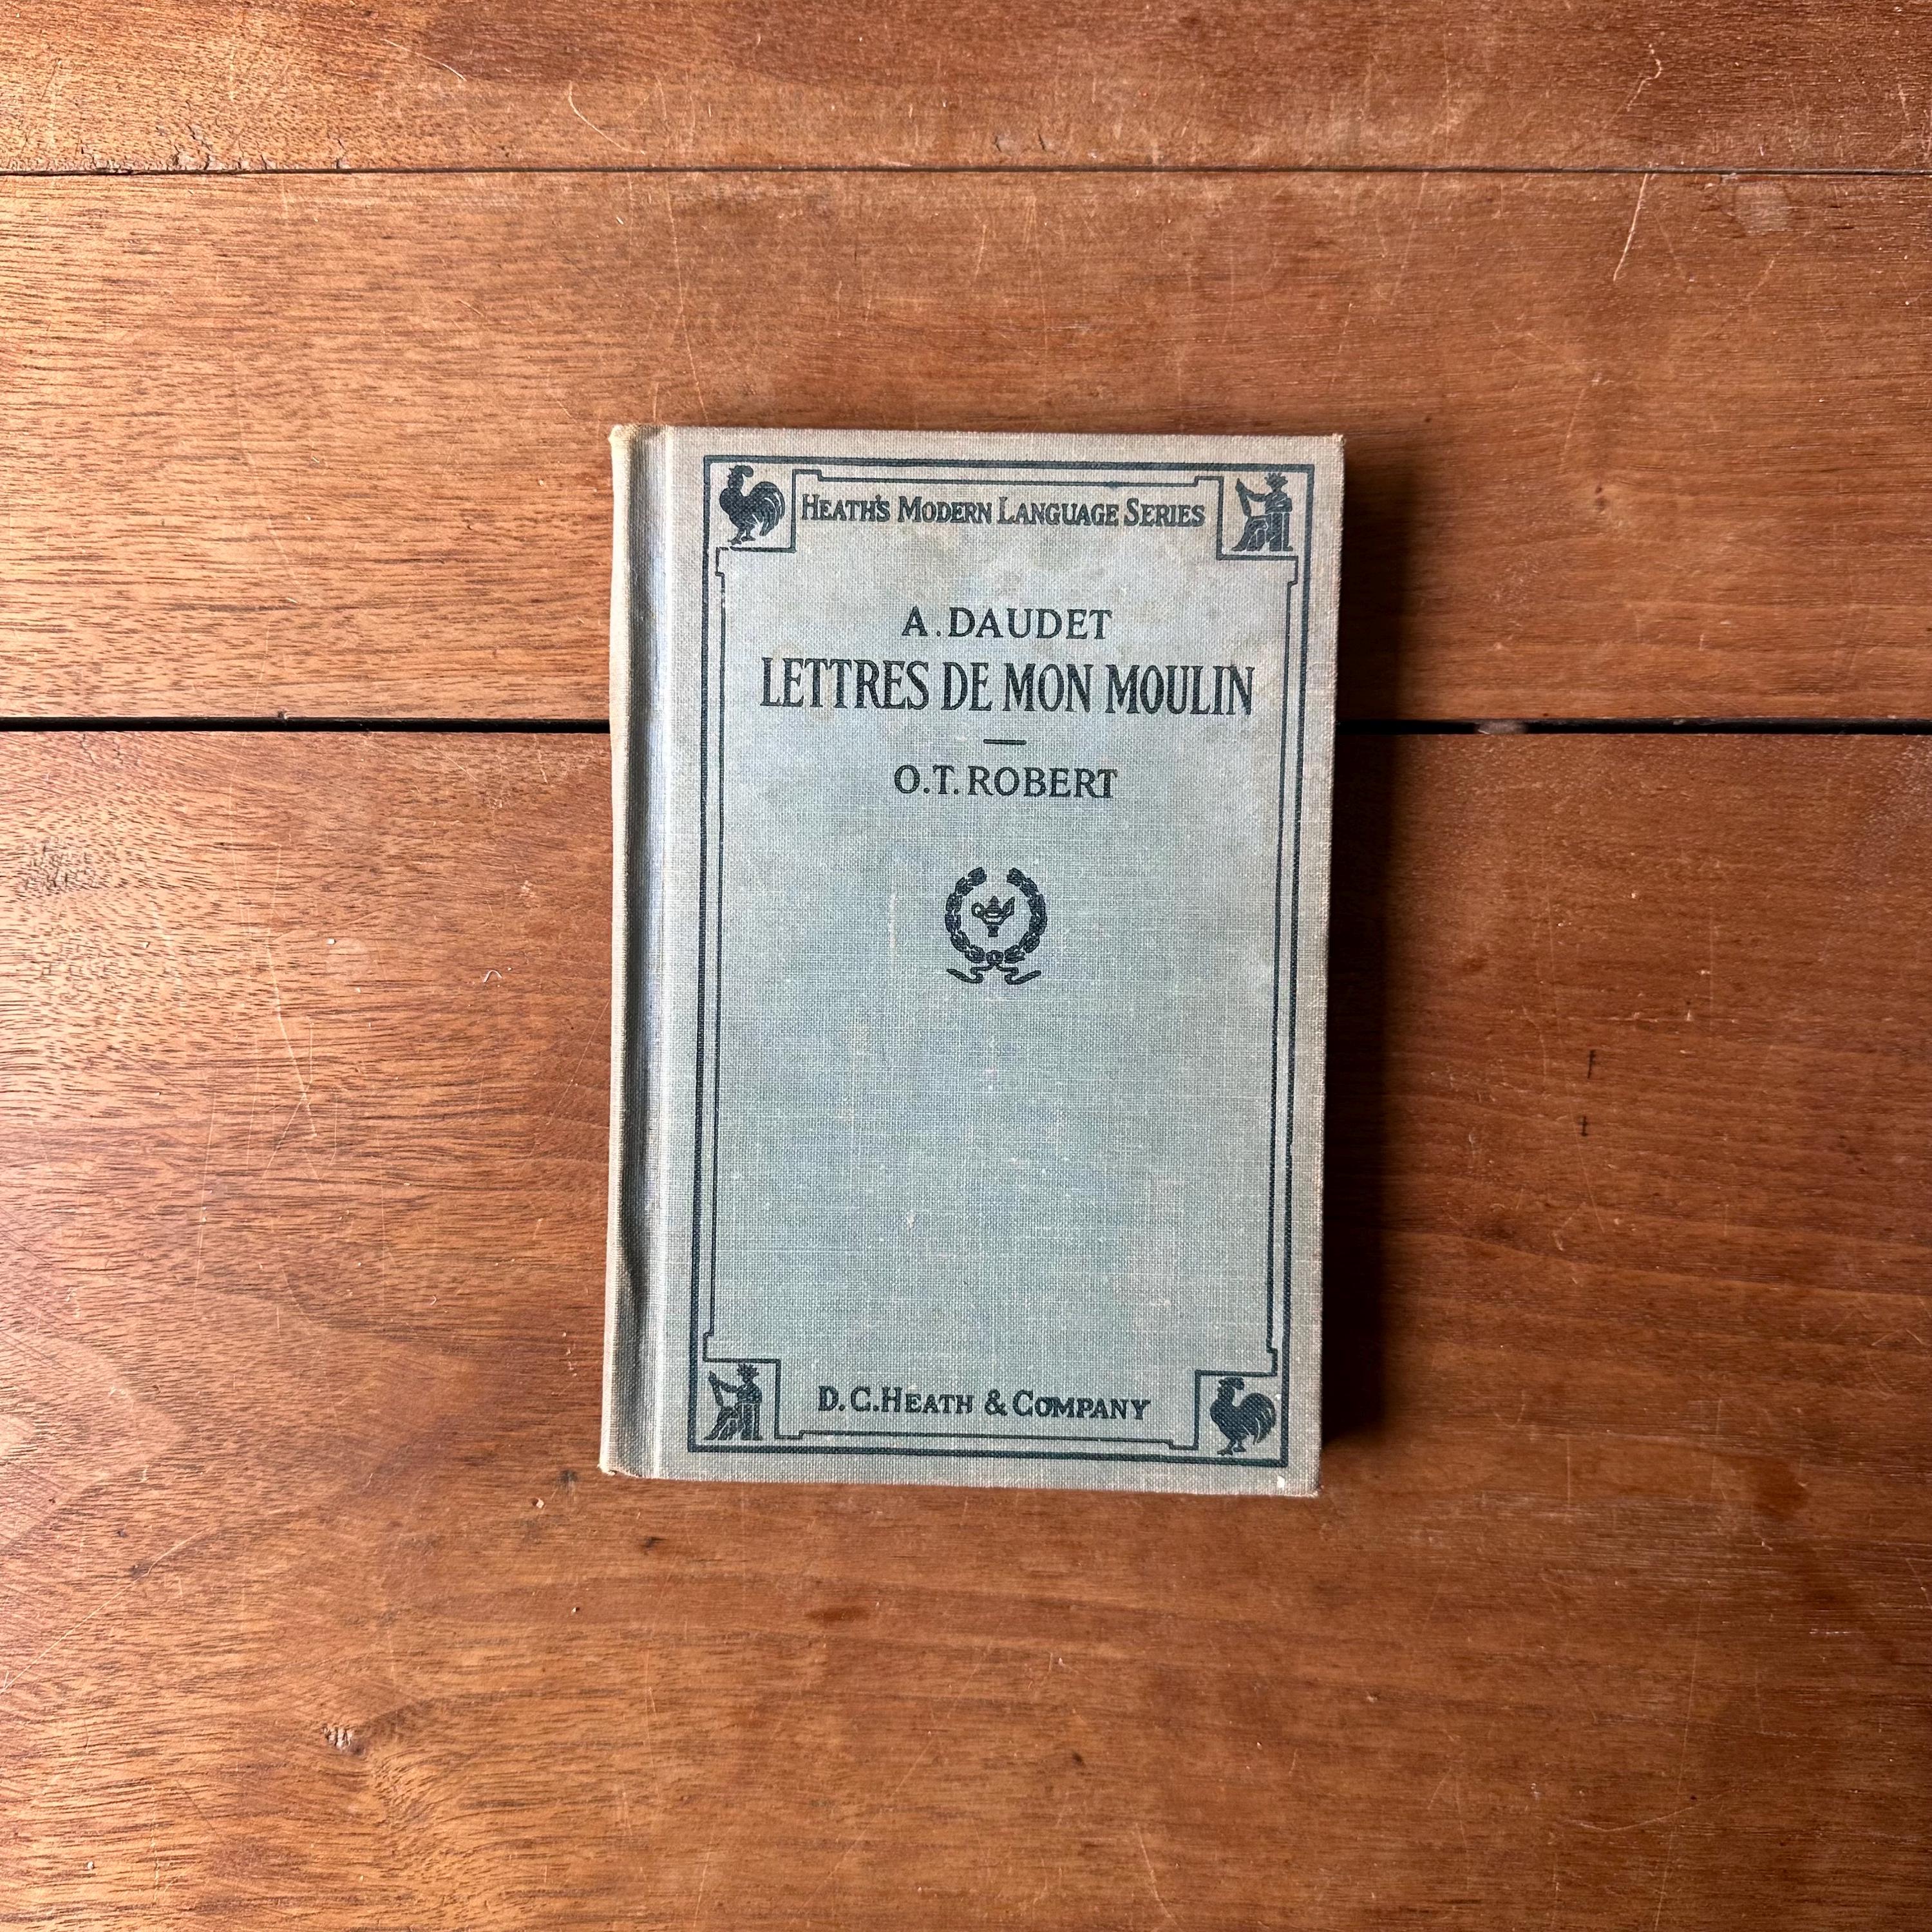 HEATH'S MODERN LANGUAGE SERIES
A. DAUDET
LETTRES DE MON MOULIN
O. T. ROBERT
D. C. HEATH & COMPANY